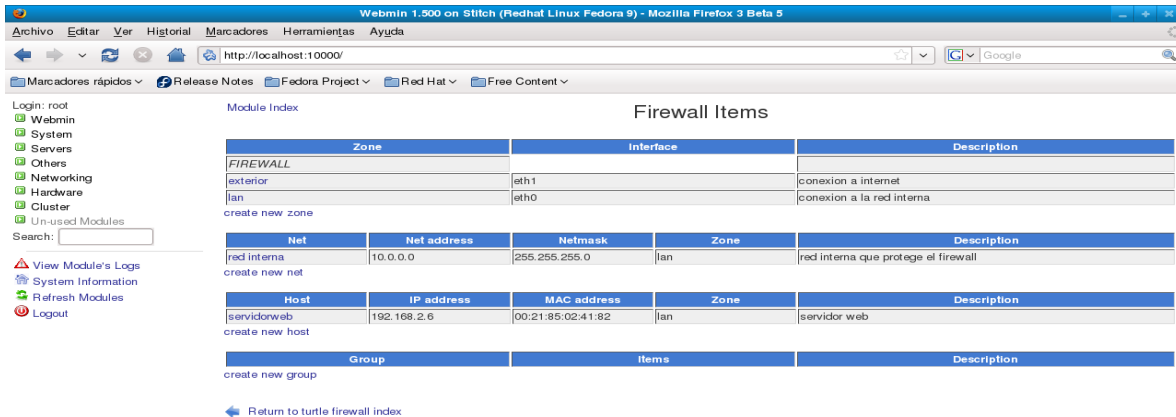 Webmin 1.500 on Stitch (Redhat Linux Fedora 9) - Mozilla Firefox 3 Beta 5
Archivo Editar Ver Historial Marcadores Herramientas Ayuda
http://localhost:10000/ G Google
Marcadores rápidos Release Notes Fedora Project Red Hat Free Content
Login: root
Webmin
System
Servers
Others
Networking
Hardware
Cluster
Un-used Modules
Search:
View Module's Logs
System Information
Refresh Modules
Logout
Module Index
Firewall Items
Zone Interface Description
FIREWALL
exterior eth1 conexion a internet
lan eth0 conexion a la red interna
create new zone
Net Net address Netmask Zone Description
red interna 10.0.0.0 255.255.255.0 lan red interna que protege el firewall
create new net
Host IP address MAC address Zone Description
servidorweb 192.168.2.6 00:21:85:02:41:82 lan servidor web
create new host
Group Items Description
create new group
Return to turtle firewall index